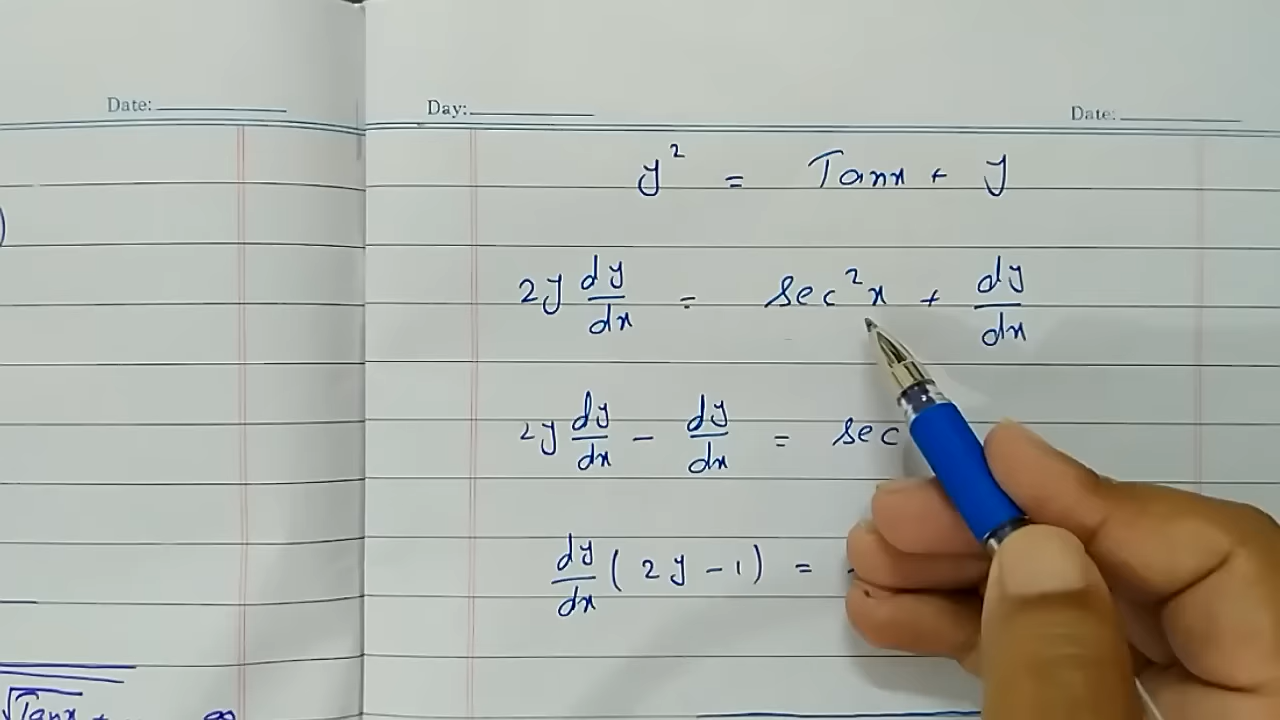 Date:
Day:
Date:
y² = Tanx + y
2y dy/dx = sec²x + dy/dx
2y dy/dx - dy/dx = sec
dy/dx (2y - 1) =
√Tanx +